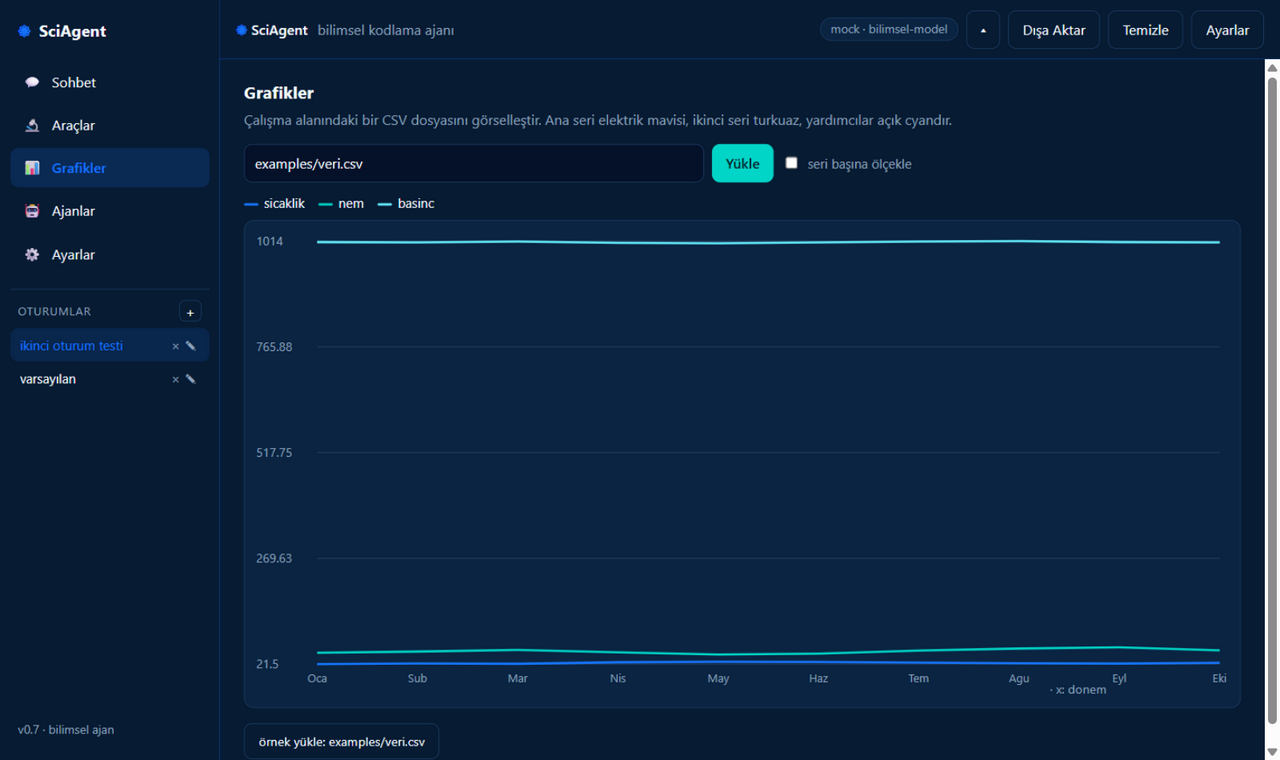 SciAgent
Sohbet
Araçlar
Grafikler
Ajanlar
Ayarlar
OTURUMLAR +
ikinci oturum testi × ✎
varsayılan × ✎
v0.7 · bilimsel ajan
SciAgent bilimsel kodlama ajanı
mock · bilimsel-model
Dışa Aktar
Temizle
Ayarlar
Grafikler
Çalışma alanındaki bir CSV dosyasını görselleştir. Ana seri elektrik mavisi, ikinci seri turkuaz, yardımcılar açık cyandır.
examples/veri.csv
Yükle
seri başına ölçekle
sicaklik nem basinc
1014
765.88
517.75
269.63
21.5
Oca Sub Mar Nis May Haz Tem Agu Eyl Eki
· x: donem
örnek yükle: examples/veri.csv